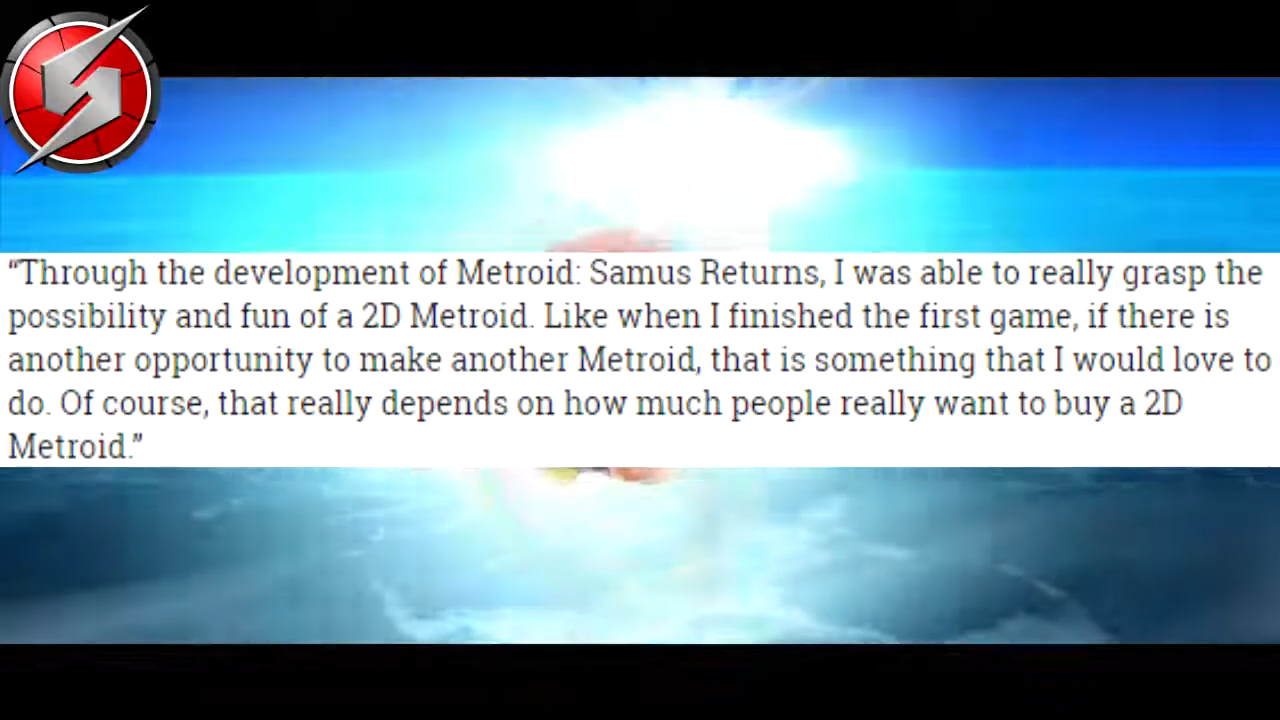 “Through the development of Metroid: Samus Returns, I was able to really grasp the
possibility and fun of a 2D Metroid. Like when I finished the first game, if there is
another opportunity to make another Metroid, that is something that I would love to
do. Of course, that really depends on how much people really want to buy a 2D
Metroid.”